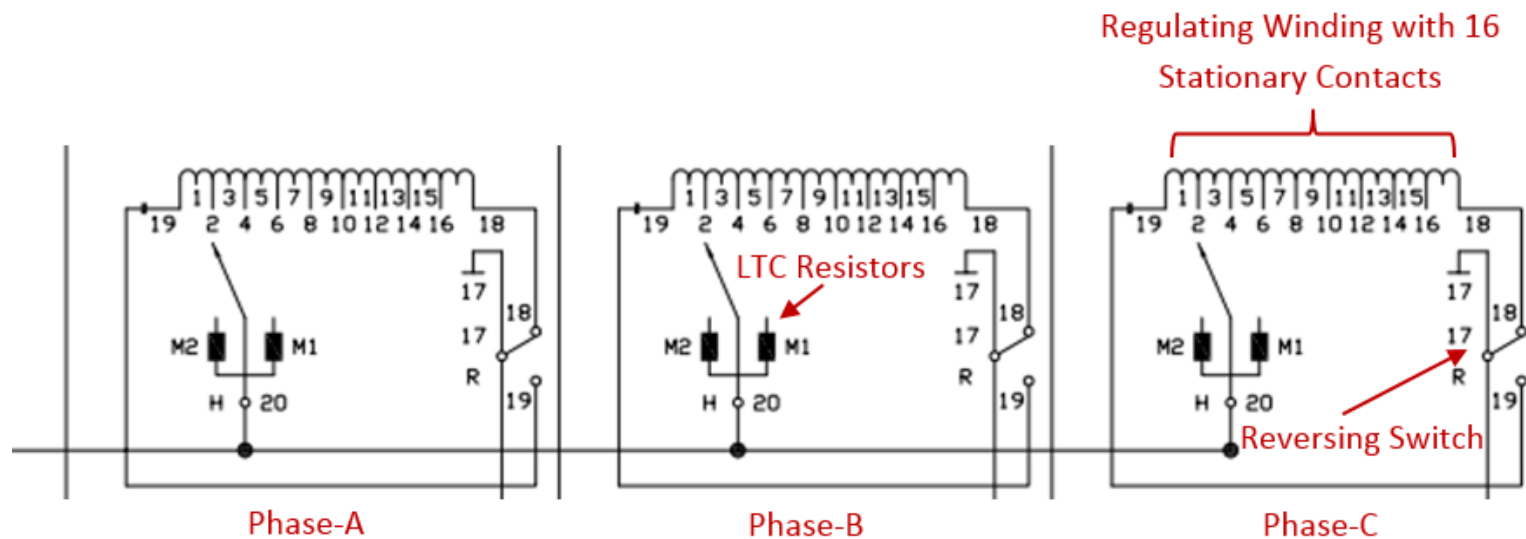 Regulating Winding with 16
Stationary Contacts
1 3 5 7 9 11 13 15
19 2 4 6 8 10 12 14 16 18
17
18
17
M2 M1
R
H 20
19
1 3 5 7 9 11 13 15
19 2 4 6 8 10 12 14 16 18
LTC Resistors
17
18
17
M2 M1
R
H 20
19
1 3 5 7 9 11 13 15
19 2 4 6 8 10 12 14 16 18
17
18
17
M2 M1
R
H 20
19
Reversing Switch
Phase-A Phase-B Phase-C